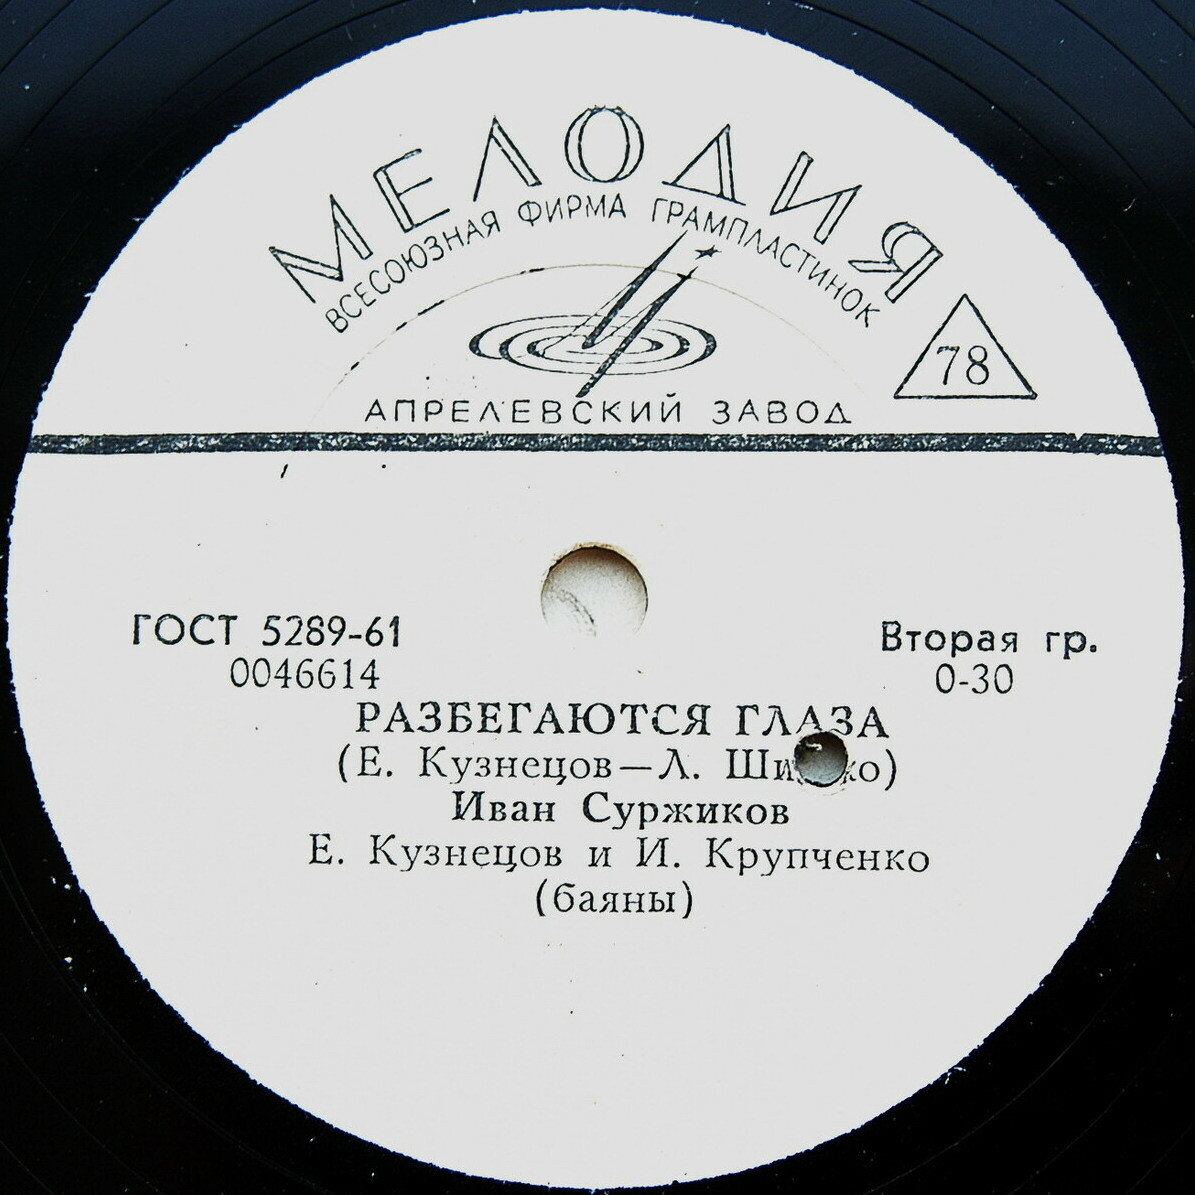 МЕЛОДИЯ
ВСЕСОЮЗНАЯ ФИРМА ГРАМПЛАСТИНОК
78
АПРЕЛЕВСКИЙ ЗАВОД
ГОСТ 5289-61
0046614
Вторая гр.
0-30
РАЗБЕГАЮТСЯ ГЛАЗА
(Е. Кузнецов—Л.
Иван Суржиков
Е. Кузнецов и И. Крупченко
(баяны)